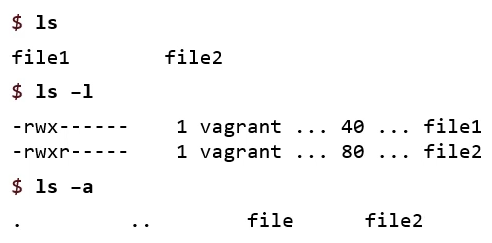 $ ls
file1 file2
$ ls –l
-rwx------ 1 vagrant ... 40 ... file1
-rwxr----- 1 vagrant ... 80 ... file2
$ ls –a
. .. file file2